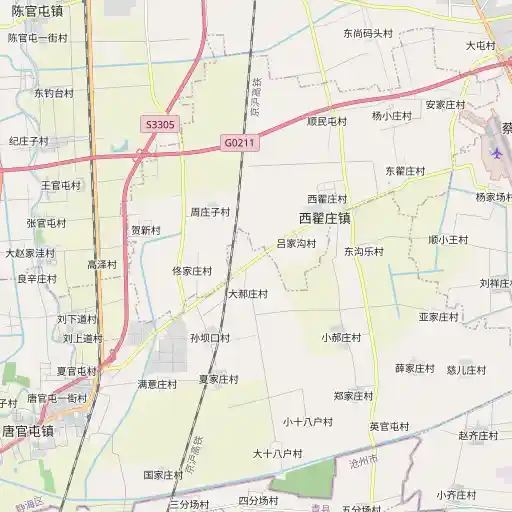 陈官屯镇
陈官屯一街村
东尚码头村
大屯村
东钓台村
京沪高铁
安家庄村
杨小庄村
顺民屯村
S3305
蔡
G0211
纪庄子村
东翟庄村
王官屯村
西翟庄村
杨家场村
周庄子村
西翟庄镇
张官屯村
贺新村
吕家沟村
顺小王村
大赵家洼村
东沟乐村
高泽村
佟家庄村
良辛庄村
刘祥庄村
大郝庄村
刘下道村
亚家庄村
刘上道村
孙坝口村
小郝庄村
夏官屯村
薛家庄村
慈儿庄村
满意庄村
夏家庄村
唐官屯一街村
郑家庄村
子村
小十八户村
唐官屯镇
英官屯村
赵齐庄村
京沪高铁
大十八户村
沧州市
国家庄村
静海区
三分场村
四分场村
青县
五分场村
小齐庄村